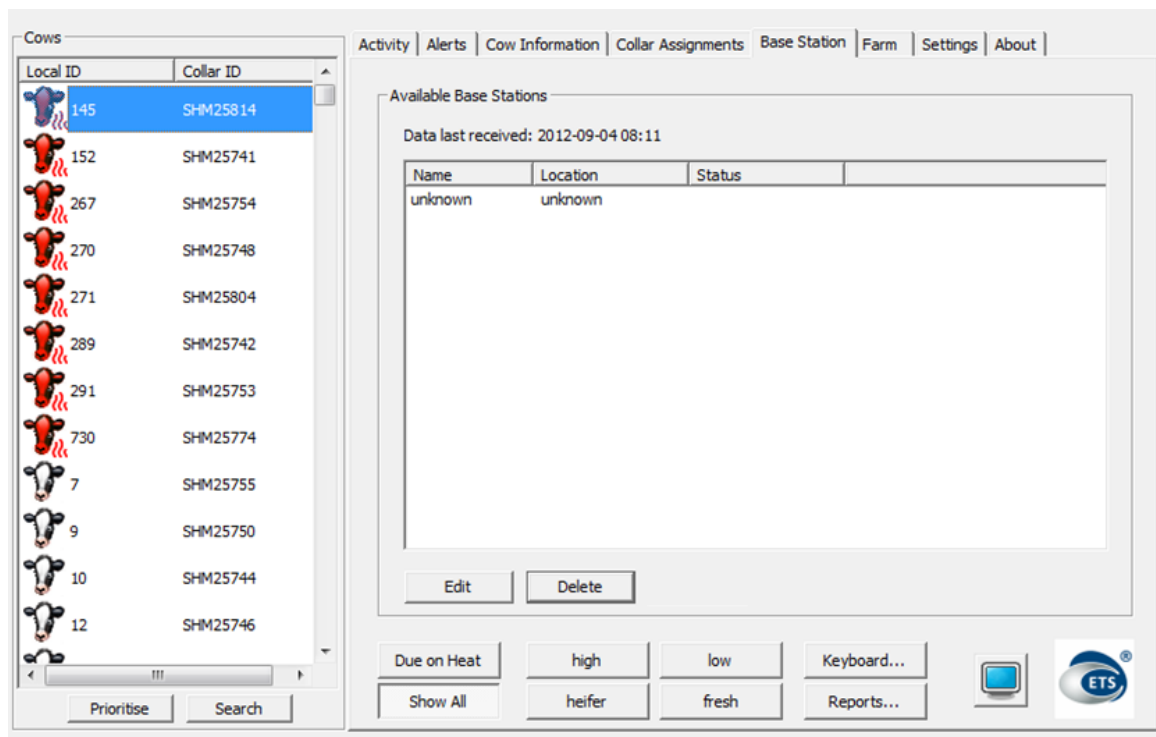 Cows
Local ID Collar ID
145 SHM25814
152 SHM25741
267 SHM25754
270 SHM25748
271 SHM25804
289 SHM25742
291 SHM25753
730 SHM25774
7 SHM25755
9 SHM25750
10 SHM25744
12 SHM25746
Prioritise Search
Activity Alerts Cow Information Collar Assignments Base Station Farm Settings About
Available Base Stations
Data last received: 2012-09-04 08:11
Name Location Status
unknown unknown
Edit Delete
Due on Heat high low Keyboard...
Show All heifer fresh Reports...
ETS®